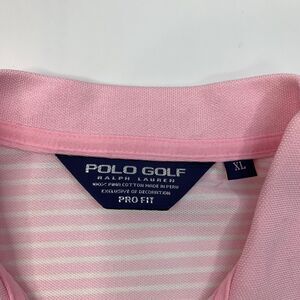 POLO GOLF
RALPH LAUREN
100% PIMA COTTON MADE IN PERU
EXCLUSIVE OF DECORATION
PRO FIT
XL